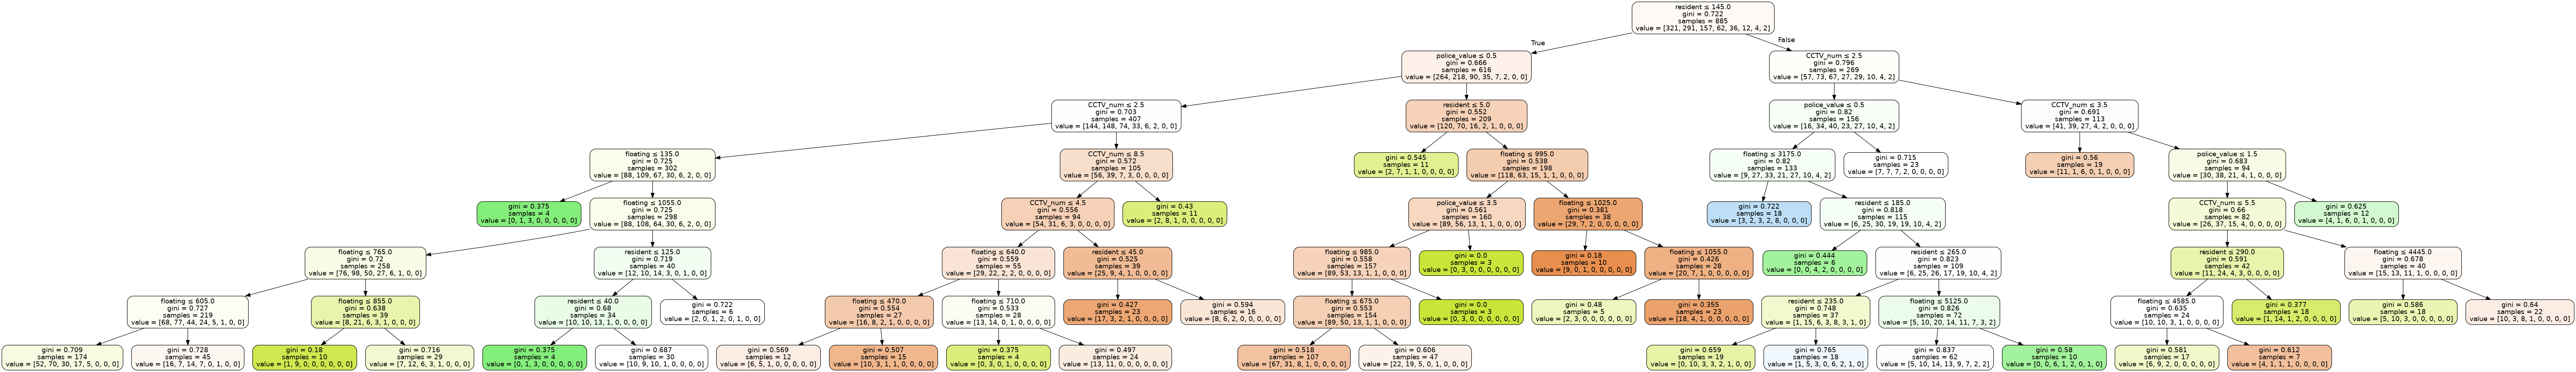 resident ≤ 145.0
gini = 0.722
samples = 885
value = [321, 291, 157, 62, 36, 12, 4, 2]
True
False
police_value ≤ 0.5
gini = 0.666
samples = 616
value = [264, 218, 90, 35, 7, 2, 0, 0]
CCTV_num ≤ 2.5
gini = 0.796
samples = 269
value = [57, 73, 67, 27, 29, 10, 4, 2]
CCTV_num ≤ 2.5
gini = 0.703
samples = 407
value = [144, 148, 74, 33, 6, 2, 0, 0]
resident ≤ 5.0
gini = 0.552
samples = 209
value = [120, 70, 16, 2, 1, 0, 0, 0]
police_value ≤ 0.5
gini = 0.82
samples = 156
value = [16, 34, 40, 23, 27, 10, 4, 2]
CCTV_num ≤ 3.5
gini = 0.691
samples = 113
value = [41, 39, 27, 4, 2, 0, 0, 0]
floating ≤ 135.0
gini = 0.725
samples = 302
value = [88, 109, 67, 30, 6, 2, 0, 0]
CCTV_num ≤ 8.5
gini = 0.572
samples = 105
value = [56, 39, 7, 3, 0, 0, 0, 0]
gini = 0.545
samples = 11
value = [2, 7, 1, 1, 0, 0, 0, 0]
floating ≤ 995.0
gini = 0.538
samples = 198
value = [118, 63, 15, 1, 1, 0, 0, 0]
floating ≤ 3175.0
gini = 0.82
samples = 133
value = [9, 27, 33, 21, 27, 10, 4, 2]
gini = 0.715
samples = 23
value = [7, 7, 7, 2, 0, 0, 0, 0]
gini = 0.56
samples = 19
value = [11, 1, 6, 0, 1, 0, 0, 0]
police_value ≤ 1.5
gini = 0.683
samples = 94
value = [30, 38, 21, 4, 1, 0, 0, 0]
gini = 0.375
samples = 4
value = [0, 1, 3, 0, 0, 0, 0, 0]
floating ≤ 1055.0
gini = 0.725
samples = 298
value = [88, 108, 64, 30, 6, 2, 0, 0]
CCTV_num ≤ 4.5
gini = 0.556
samples = 94
value = [54, 31, 6, 3, 0, 0, 0, 0]
gini = 0.43
samples = 11
value = [2, 8, 1, 0, 0, 0, 0, 0]
police_value ≤ 3.5
gini = 0.561
samples = 160
value = [89, 56, 13, 1, 1, 0, 0, 0]
floating ≤ 1025.0
gini = 0.381
samples = 38
value = [29, 7, 2, 0, 0, 0, 0, 0]
gini = 0.722
samples = 18
value = [3, 2, 3, 2, 8, 0, 0, 0]
resident ≤ 185.0
gini = 0.818
samples = 115
value = [6, 25, 30, 19, 19, 10, 4, 2]
CCTV_num ≤ 5.5
gini = 0.66
samples = 82
value = [26, 37, 15, 4, 0, 0, 0, 0]
gini = 0.625
samples = 12
value = [4, 1, 6, 0, 1, 0, 0, 0]
floating ≤ 765.0
gini = 0.72
samples = 258
value = [76, 98, 50, 27, 6, 1, 0, 0]
resident ≤ 125.0
gini = 0.719
samples = 40
value = [12, 10, 14, 3, 0, 1, 0, 0]
floating ≤ 640.0
gini = 0.559
samples = 55
value = [29, 22, 2, 2, 0, 0, 0, 0]
resident ≤ 45.0
gini = 0.525
samples = 39
value = [25, 9, 4, 1, 0, 0, 0, 0]
floating ≤ 985.0
gini = 0.558
samples = 157
value = [89, 53, 13, 1, 1, 0, 0, 0]
gini = 0.0
samples = 3
value = [0, 3, 0, 0, 0, 0, 0, 0]
gini = 0.18
samples = 10
value = [9, 0, 1, 0, 0, 0, 0, 0]
floating ≤ 1055.0
gini = 0.426
samples = 28
value = [20, 7, 1, 0, 0, 0, 0, 0]
gini = 0.444
samples = 6
value = [0, 0, 4, 2, 0, 0, 0, 0]
resident ≤ 265.0
gini = 0.823
samples = 109
value = [6, 25, 26, 17, 19, 10, 4, 2]
resident ≤ 290.0
gini = 0.591
samples = 42
value = [11, 24, 4, 3, 0, 0, 0, 0]
floating ≤ 4445.0
gini = 0.678
samples = 40
value = [15, 13, 11, 1, 0, 0, 0, 0]
floating ≤ 605.0
gini = 0.727
samples = 219
value = [68, 77, 44, 24, 5, 1, 0, 0]
floating ≤ 855.0
gini = 0.638
samples = 39
value = [8, 21, 6, 3, 1, 0, 0, 0]
resident ≤ 40.0
gini = 0.68
samples = 34
value = [10, 10, 13, 1, 0, 0, 0, 0]
gini = 0.722
samples = 6
value = [2, 0, 1, 2, 0, 1, 0, 0]
floating ≤ 470.0
gini = 0.554
samples = 27
value = [16, 8, 2, 1, 0, 0, 0, 0]
floating ≤ 710.0
gini = 0.533
samples = 28
value = [13, 14, 0, 1, 0, 0, 0, 0]
gini = 0.427
samples = 23
value = [17, 3, 2, 1, 0, 0, 0, 0]
gini = 0.594
samples = 16
value = [8, 6, 2, 0, 0, 0, 0, 0]
floating ≤ 675.0
gini = 0.553
samples = 154
value = [89, 50, 13, 1, 1, 0, 0, 0]
gini = 0.0
samples = 3
value = [0, 3, 0, 0, 0, 0, 0, 0]
gini = 0.48
samples = 5
value = [2, 3, 0, 0, 0, 0, 0, 0]
gini = 0.355
samples = 23
value = [18, 4, 1, 0, 0, 0, 0, 0]
resident ≤ 235.0
gini = 0.748
samples = 37
value = [1, 15, 6, 3, 8, 3, 1, 0]
floating ≤ 5125.0
gini = 0.826
samples = 72
value = [5, 10, 20, 14, 11, 7, 3, 2]
floating ≤ 4585.0
gini = 0.635
samples = 24
value = [10, 10, 3, 1, 0, 0, 0, 0]
gini = 0.377
samples = 18
value = [1, 14, 1, 2, 0, 0, 0, 0]
gini = 0.586
samples = 18
value = [5, 10, 3, 0, 0, 0, 0, 0]
gini = 0.64
samples = 22
value = [10, 3, 8, 1, 0, 0, 0, 0]
gini = 0.709
samples = 174
value = [52, 70, 30, 17, 5, 0, 0, 0]
gini = 0.728
samples = 45
value = [16, 7, 14, 7, 0, 1, 0, 0]
gini = 0.18
samples = 10
value = [1, 9, 0, 0, 0, 0, 0, 0]
gini = 0.716
samples = 29
value = [7, 12, 6, 3, 1, 0, 0, 0]
gini = 0.375
samples = 4
value = [0, 1, 3, 0, 0, 0, 0, 0]
gini = 0.687
samples = 30
value = [10, 9, 10, 1, 0, 0, 0, 0]
gini = 0.569
samples = 12
value = [6, 5, 1, 0, 0, 0, 0, 0]
gini = 0.507
samples = 15
value = [10, 3, 1, 1, 0, 0, 0, 0]
gini = 0.375
samples = 4
value = [0, 3, 0, 1, 0, 0, 0, 0]
gini = 0.497
samples = 24
value = [13, 11, 0, 0, 0, 0, 0, 0]
gini = 0.518
samples = 107
value = [67, 31, 8, 1, 0, 0, 0, 0]
gini = 0.606
samples = 47
value = [22, 19, 5, 0, 1, 0, 0, 0]
gini = 0.659
samples = 19
value = [0, 10, 3, 3, 2, 1, 0, 0]
gini = 0.765
samples = 18
value = [1, 5, 3, 0, 6, 2, 1, 0]
gini = 0.837
samples = 62
value = [5, 10, 14, 13, 9, 7, 2, 2]
gini = 0.58
samples = 10
value = [0, 0, 6, 1, 2, 0, 1, 0]
gini = 0.581
samples = 17
value = [6, 9, 2, 0, 0, 0, 0, 0]
gini = 0.612
samples = 7
value = [4, 1, 1, 1, 0, 0, 0, 0]